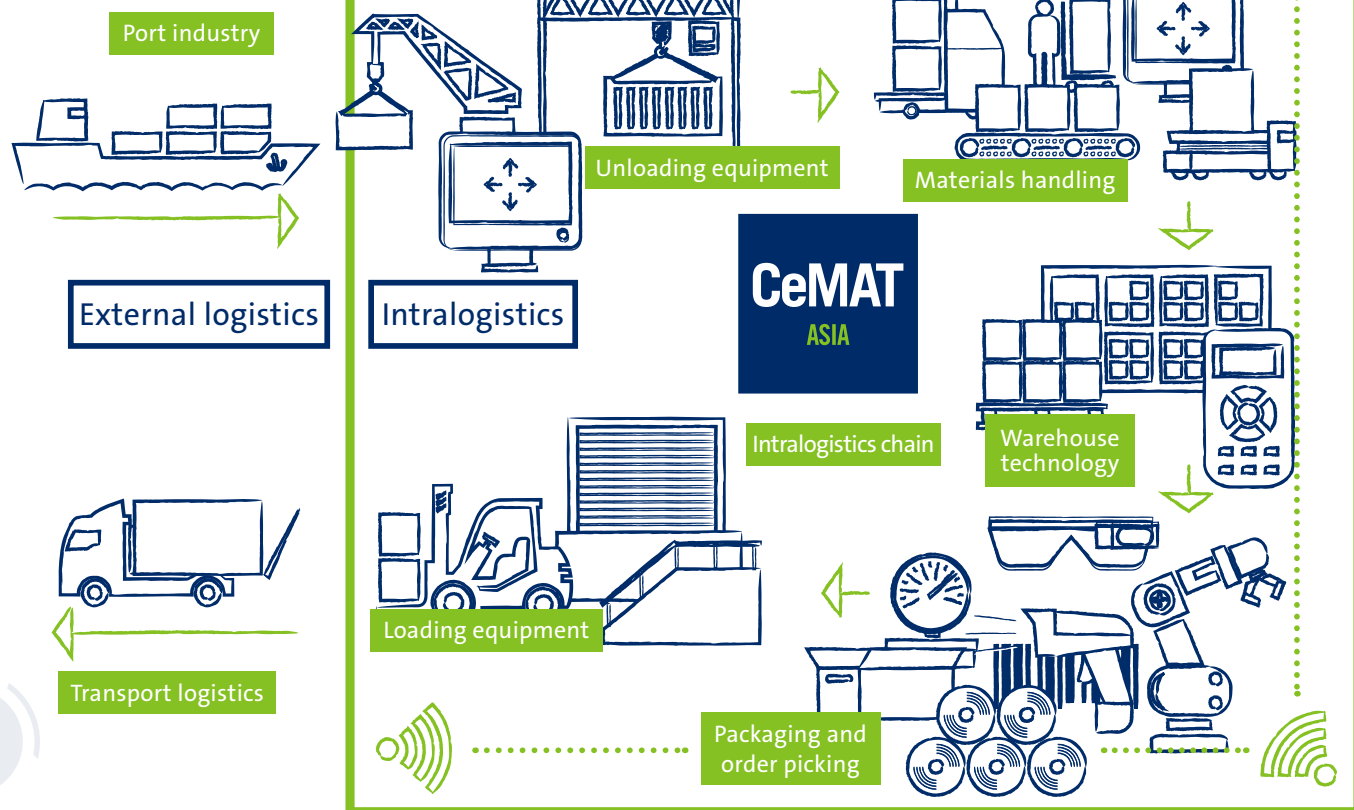 Port industry
Unloading equipment
Materials handling
External logistics
Intralogistics
CeMAT
ASIA
Intralogistics chain
Warehouse
technology
Loading equipment
Transport logistics
Packaging and
order picking